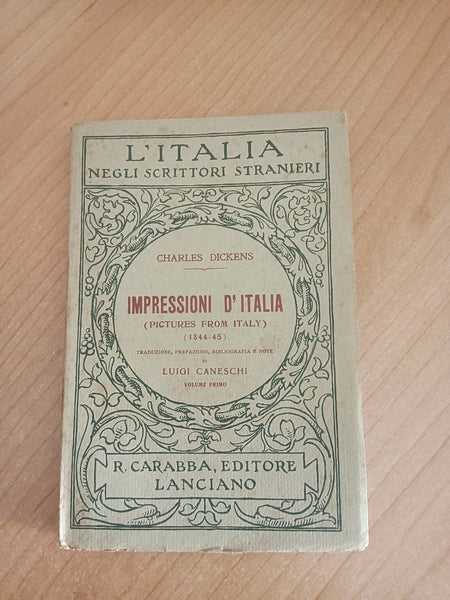 L'ITALIA
NEGLI SCRITTORI STRANIERI
CHARLES DICKENS
IMPRESSIONI D'ITALIA
(PICTURES FROM ITALY)
(1844-45)
TRADUZIONE, PREFAZIONE, BIBLIOGRAFIA E NOTE
DI
LUIGI CANESCHI
VOLUME PRIMO
R. CARABBA, EDITORE
LANCIANO